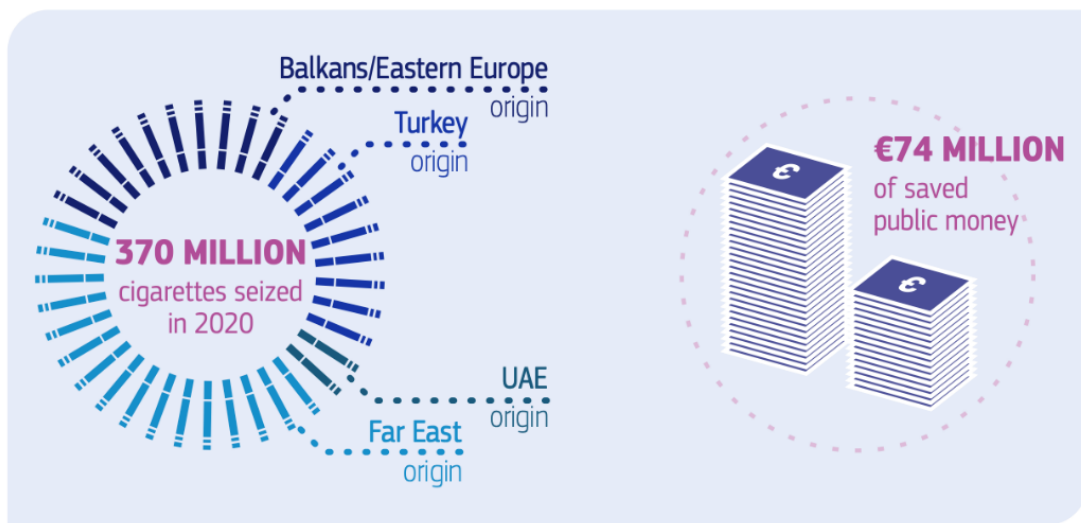 Balkans/Eastern Europe
origin
Turkey
origin
370 MILLION
cigarettes seized
in 2020
UAE
origin
Far East
origin
€74 MILLION
of saved
public money
€
€